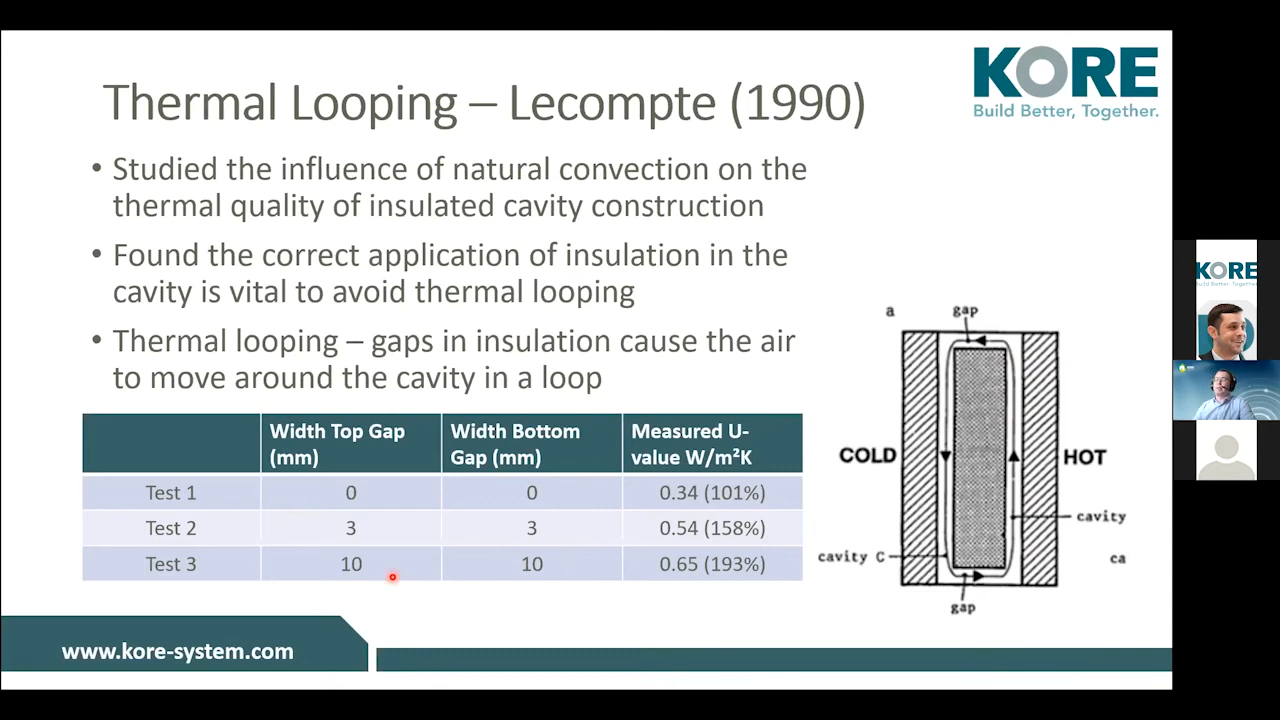 KORE
Build Better, Together.
Thermal Looping – Lecompte (1990)
• Studied the influence of natural convection on the
thermal quality of insulated cavity construction
• Found the correct application of insulation in the
cavity is vital to avoid thermal looping
• Thermal looping – gaps in insulation cause the air
to move around the cavity in a loop
Width Top Gap (mm)
Width Bottom Gap (mm)
Measured U-value W/m²K
Test 1 0 0 0.34 (101%)
Test 2 3 3 0.54 (158%)
Test 3 10 10 0.65 (193%)
a
gap
COLD
HOT
cavity
cavity C
ca
gap
www.kore-system.com
KORE
Build Better, Together